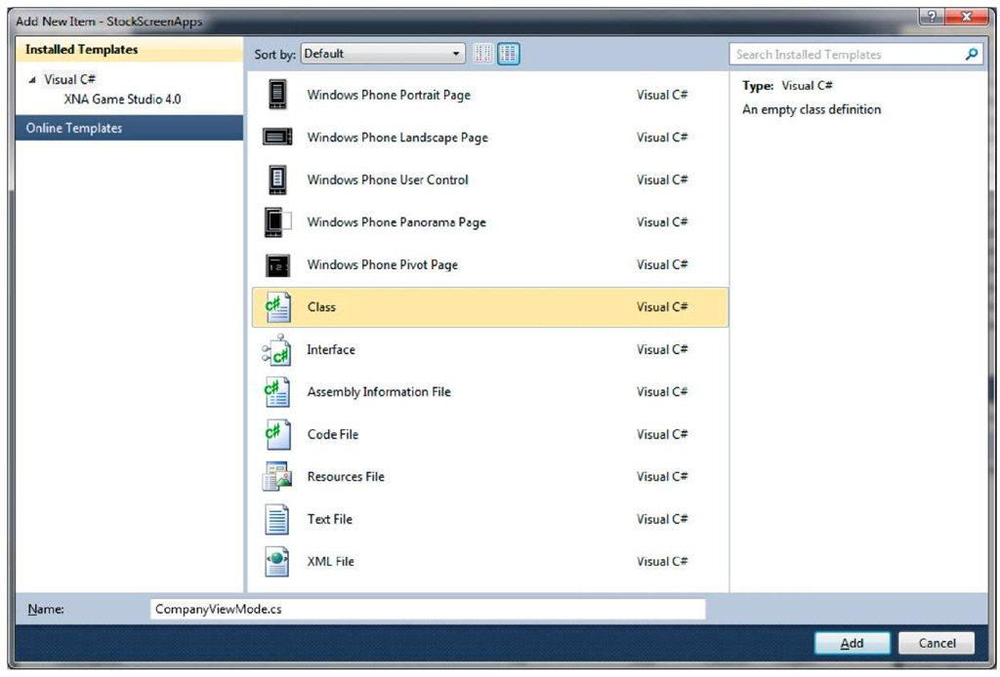 Add New Item - StockScreenApps
Installed Templates
Visual C#
XNA Game Studio 4.0
Online Templates
Sort by: Default
Search Installed Templates
Windows Phone Portrait Page Visual C#
Windows Phone Landscape Page Visual C#
Windows Phone User Control Visual C#
Windows Phone Panorama Page Visual C#
Windows Phone Pivot Page Visual C#
Class Visual C#
Interface Visual C#
Assembly Information File Visual C#
Code File Visual C#
Resources File Visual C#
Text File Visual C#
XML File Visual C#
Type: Visual C#
An empty class definition
Name: CompanyViewMode.cs
Add Cancel